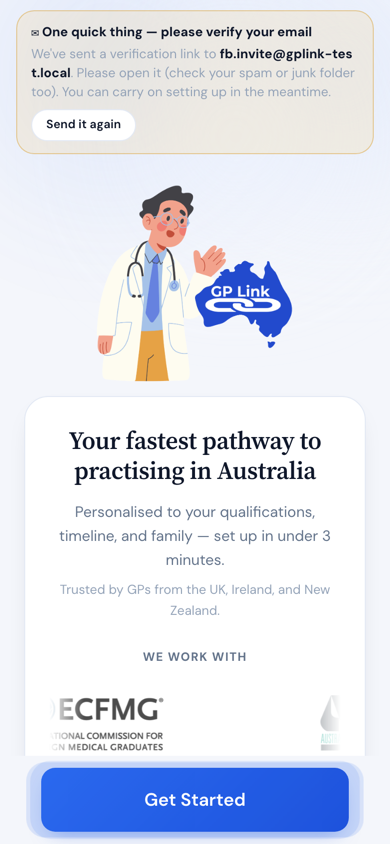 ✉ One quick thing — please verify your email
We've sent a verification link to fb.invite@gplink-tes
t.local. Please open it (check your spam or junk folder
too). You can carry on setting up in the meantime.
Send it again
GP Link
Your fastest pathway to
practising in Australia
Personalised to your qualifications,
timeline, and family — set up in under 3
minutes.
Trusted by GPs from the UK, Ireland, and New
Zealand.
WE WORK WITH
ECFMG®
COMMISSION FOR
MEDICAL GRADUATES
Get Started